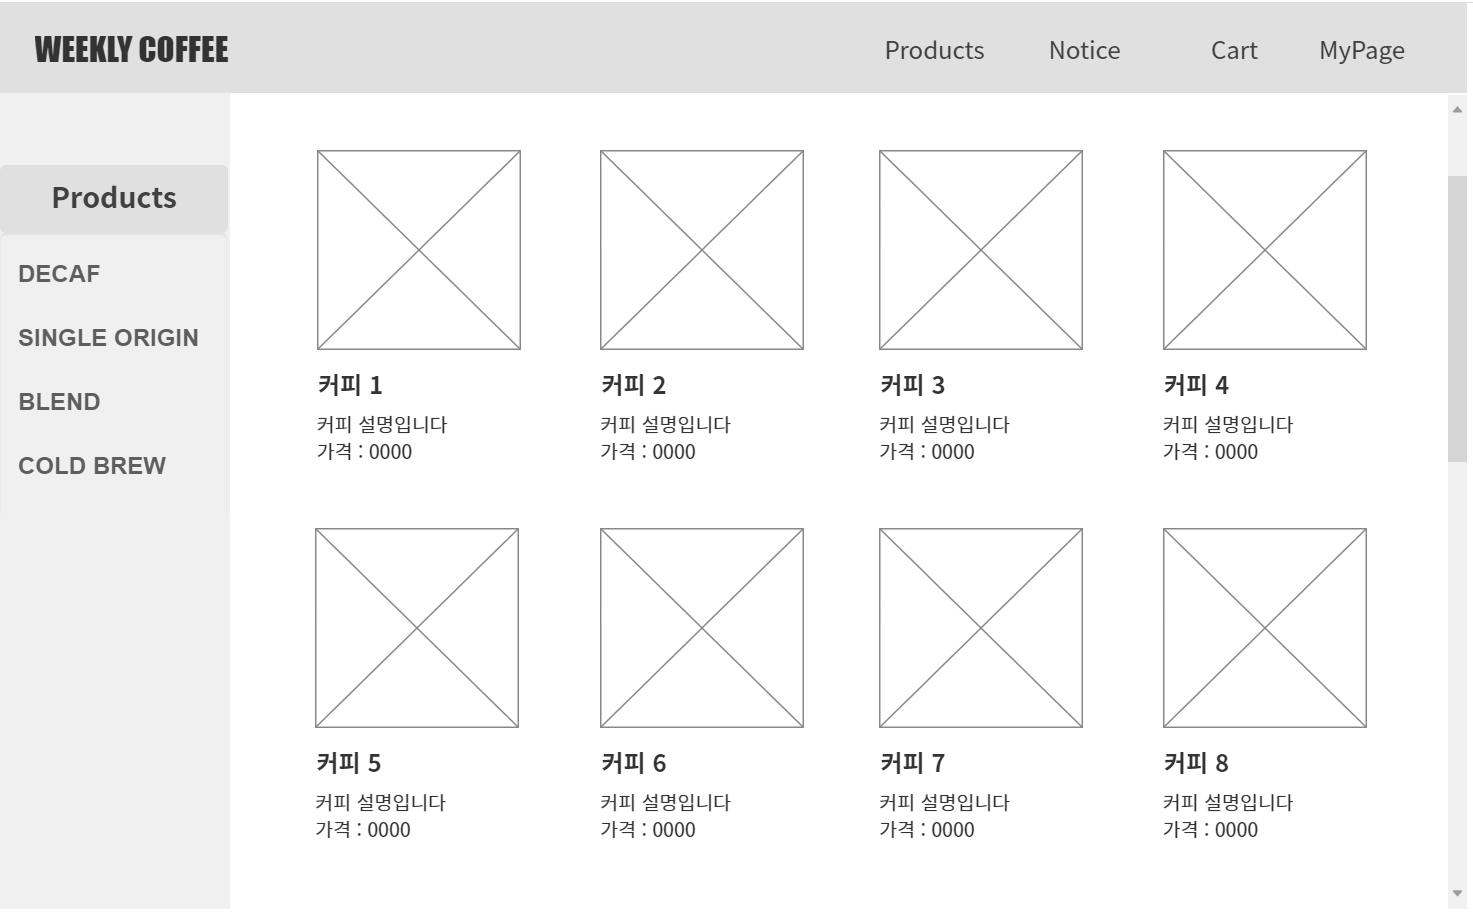 WEEKLY COFFEE
Products
Notice
Cart
MyPage
Products
DECAF
SINGLE ORIGIN
BLEND
COLD BREW
커피 1
커피 설명입니다
가격 : 0000
커피 2
커피 설명입니다
가격 : 0000
커피 3
커피 설명입니다
가격 : 0000
커피 4
커피 설명입니다
가격 : 0000
커피 5
커피 설명입니다
가격 : 0000
커피 6
커피 설명입니다
가격 : 0000
커피 7
커피 설명입니다
가격 : 0000
커피 8
커피 설명입니다
가격 : 0000